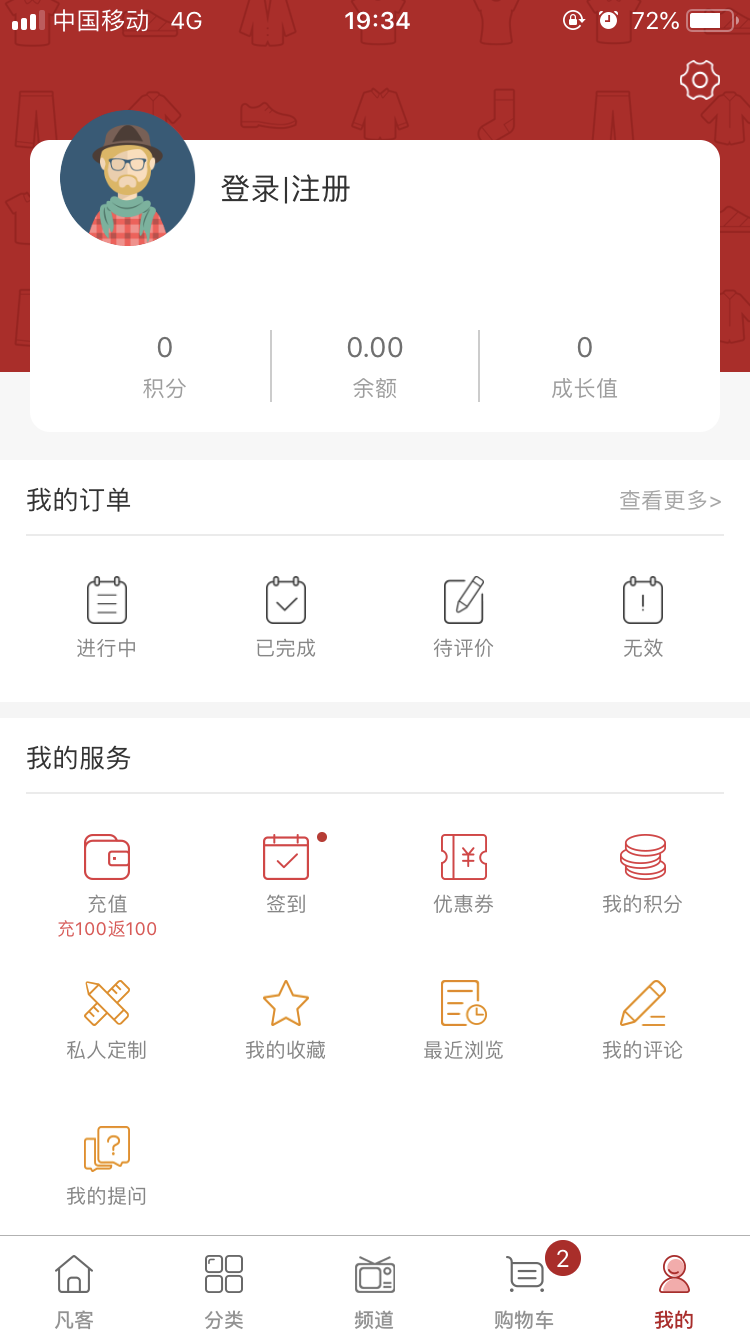 中国移动 4G 19:34 72%
登录|注册
0 0.00 0
积分 余额 成长值
我的订单 查看更多>
进行中 已完成 待评价 无效
我的服务
充值 签到 优惠券 我的积分
充100返100
私人定制 我的收藏 最近浏览 我的评论
我的提问
2
凡客 分类 频道 购物车 我的